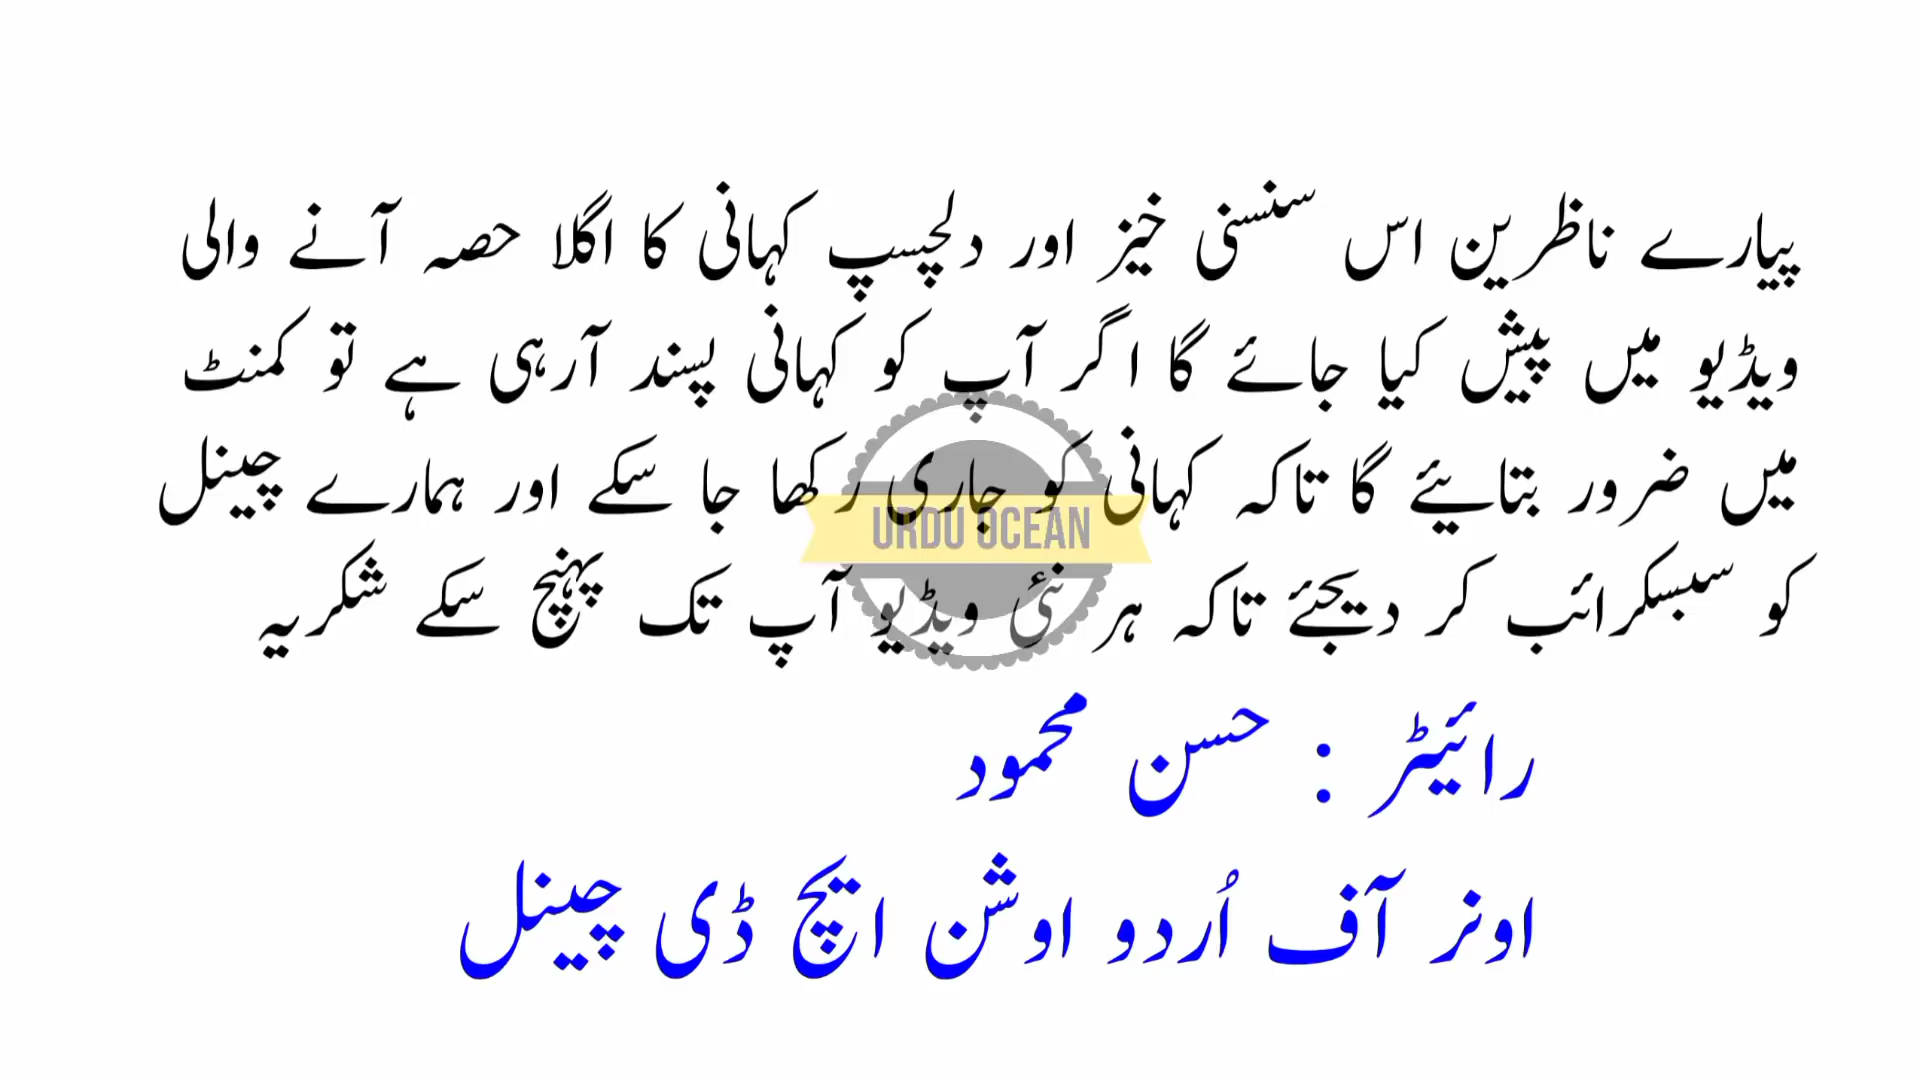 پیارے ناظرین اس سنسنی خیز اور دلچسپ کہانی کا اگلا حصہ آنے والی
ویڈیو میں پیش کیا جائے گا اگر آپ کو کہانی پسند آرہی ہے تو کمنٹ
میں ضرور بتایئے گا تاکہ کہانی کو جاری رکھا جا سکے اور ہمارے چینل
کو سبسکرائب کر دیجئے تاکہ ہر نئی ویڈیو آپ تک پہنچ سکے شکریہ
URDU OCEAN
رائیٹر : حسن محمود
اونر آف اُردو اوشن ایچ ڈی چینل